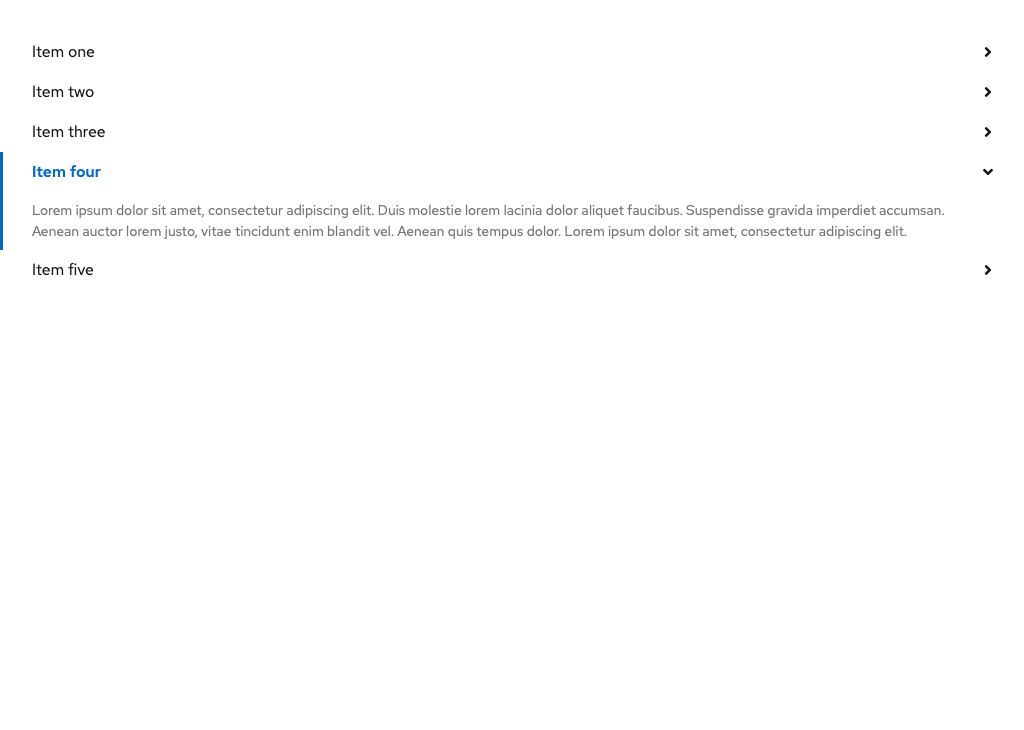 Item one
Item two
Item three
Item four
Lorem ipsum dolor sit amet, consectetur adipiscing elit. Duis molestie lorem lacinia dolor aliquet faucibus. Suspendisse gravida imperdiet accumsan.
Aenean auctor lorem justo, vitae tincidunt enim blandit vel. Aenean quis tempus dolor. Lorem ipsum dolor sit amet, consectetur adipiscing elit.
Item five